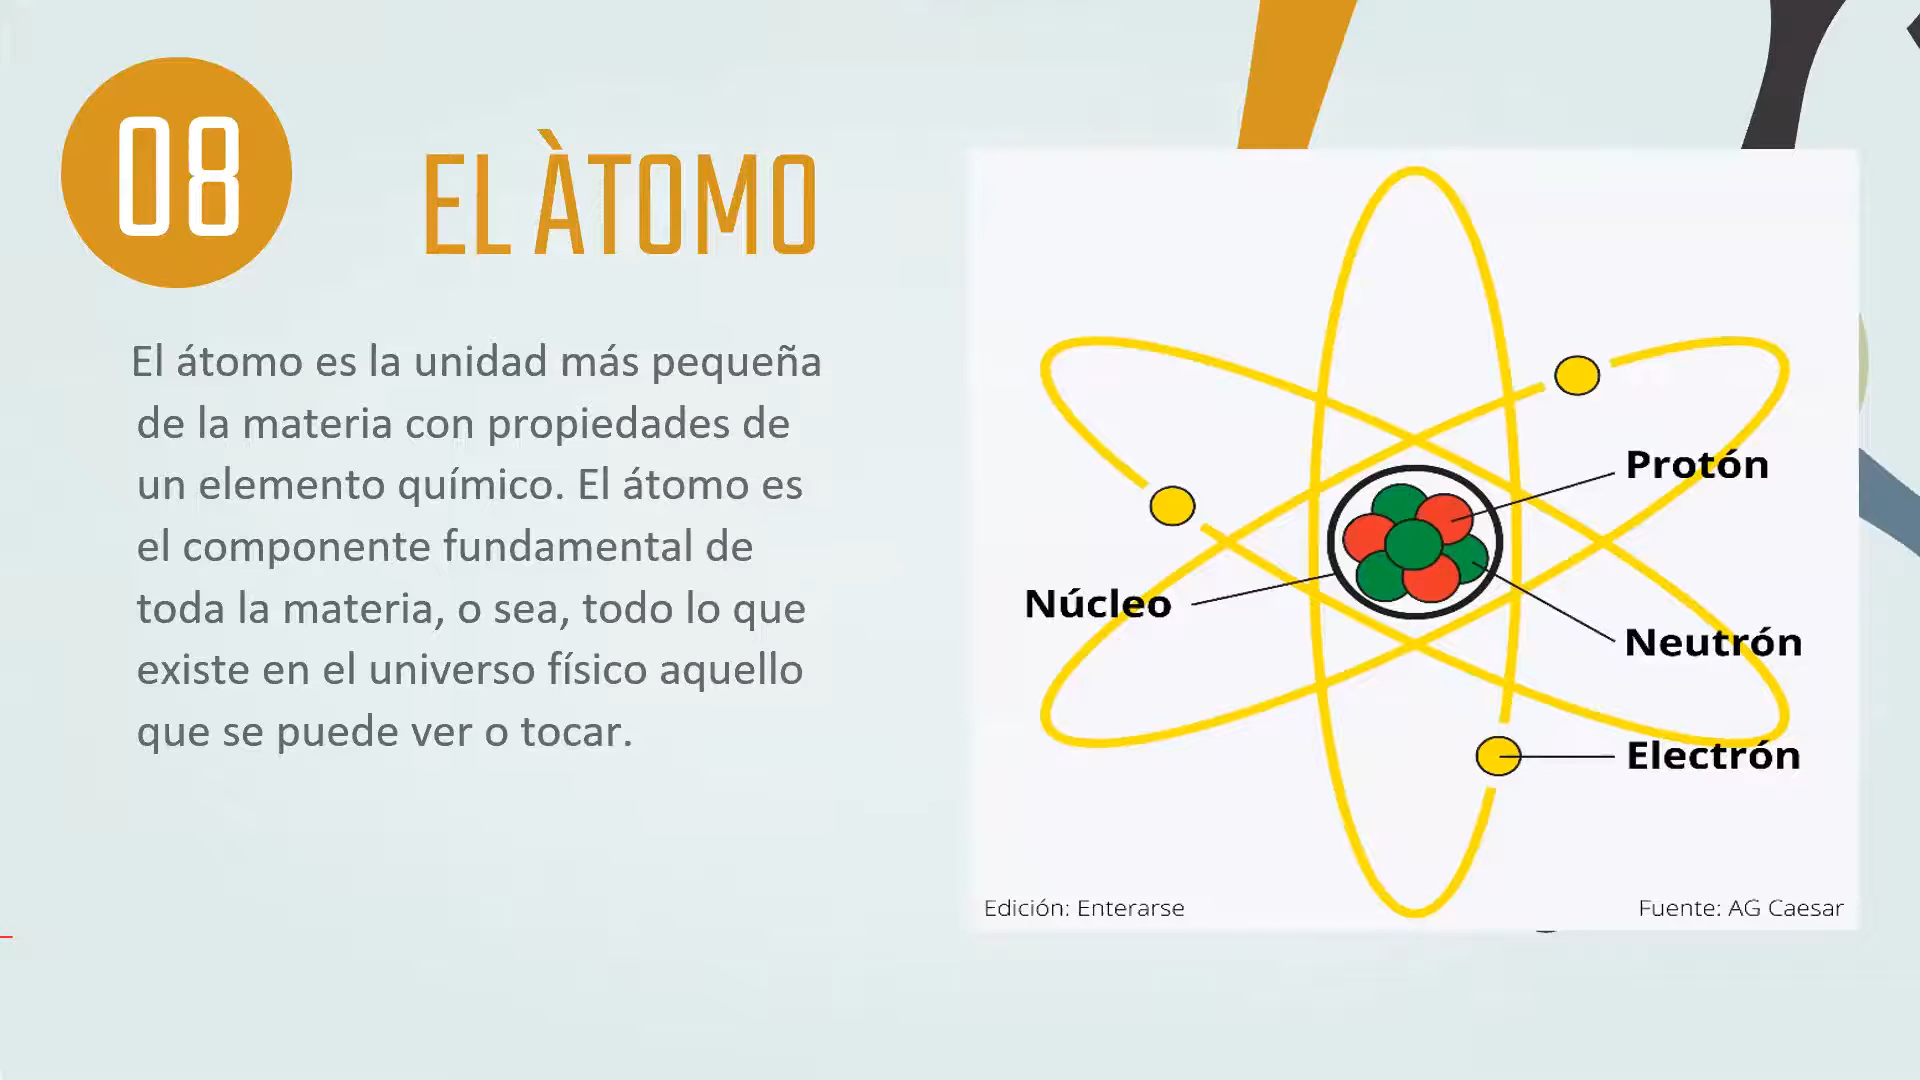 08
EL ÀTOMO
El átomo es la unidad más pequeña
de la materia con propiedades de
un elemento químico. El átomo es
el componente fundamental de
toda la materia, o sea, todo lo que
existe en el universo físico aquello
que se puede ver o tocar.
Protón
Núcleo
Neutrón
Electrón
Edición: Enterarse
Fuente: AG Caesar